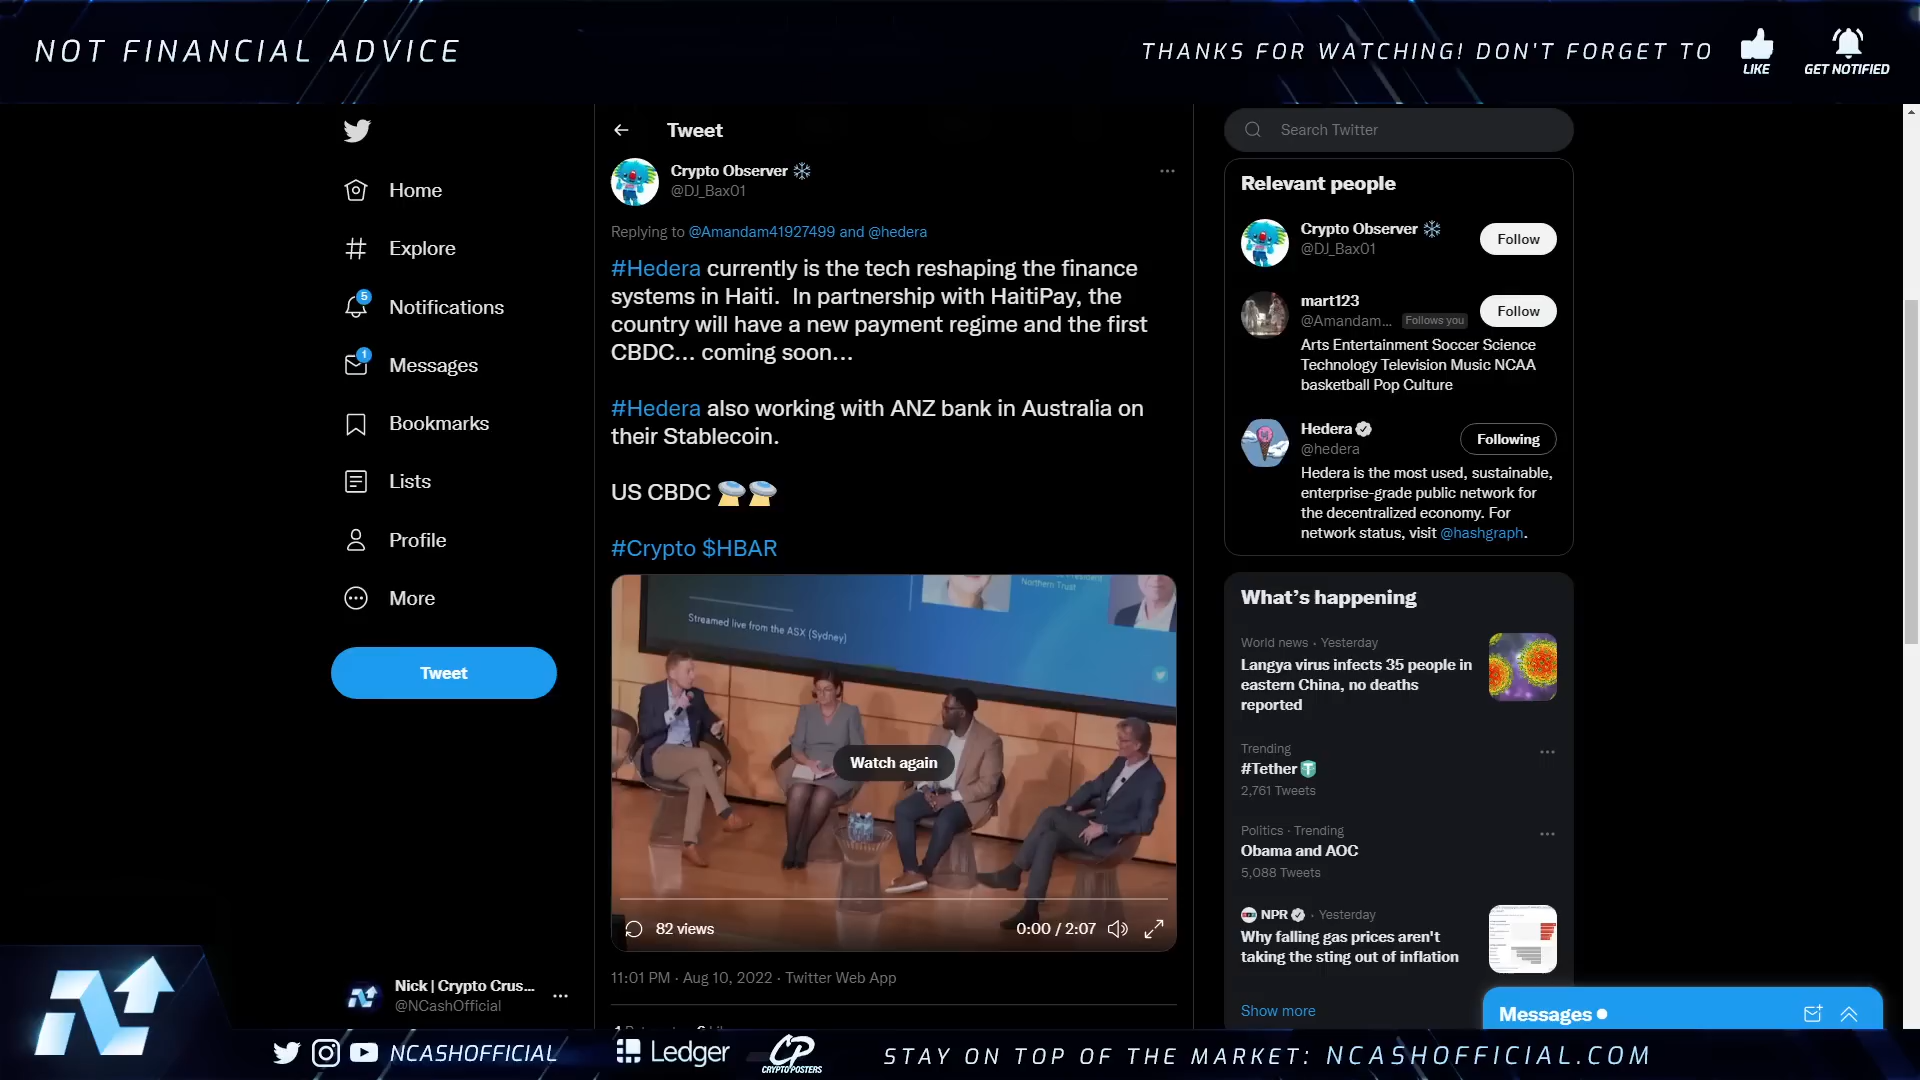 NOT FINANCIAL ADVICE
THANKS FOR WATCHING! DON'T FORGET TO
LIKE
GET NOTIFIED
Home
Explore
5
Notifications
1
Messages
Bookmarks
Lists
Profile
More
Tweet
Nick | Crypto Crus...
@NCashOfficial
Tweet
Crypto Observer
@DJ_Bax01
Replying to @Amandam41927499 and @hedera
#Hedera currently is the tech reshaping the finance
systems in Haiti. In partnership with HaitiPay, the
country will have a new payment regime and the first
CBDC... coming soon...
#Hedera also working with ANZ bank in Australia on
their Stablecoin.
US CBDC
#Crypto $HBAR
Northern Trust
Streamed live from the ASX (Sydney)
Watch again
82 views
0:00 / 2:07
11:01 PM · Aug 10, 2022 · Twitter Web App
Search Twitter
Relevant people
Crypto Observer
@DJ_Bax01
Follow
mart123
@Amandam... Follows you
Follow
Arts Entertainment Soccer Science
Technology Television Music NCAA
basketball Pop Culture
Hedera
@hedera
Following
Hedera is the most used, sustainable,
enterprise-grade public network for
the decentralized economy. For
network status, visit @hashgraph.
What's happening
World news · Yesterday
Langya virus infects 35 people in
eastern China, no deaths
reported
Trending
#Tether
2,761 Tweets
Politics · Trending
Obama and AOC
5,088 Tweets
NPR · Yesterday
Why falling gas prices aren't
taking the sting out of inflation
Show more
Messages
NCASHOFFICIAL
Ledger
CP
CRYPTO POSTERS
STAY ON TOP OF THE MARKET: NCASHOFFICIAL.COM